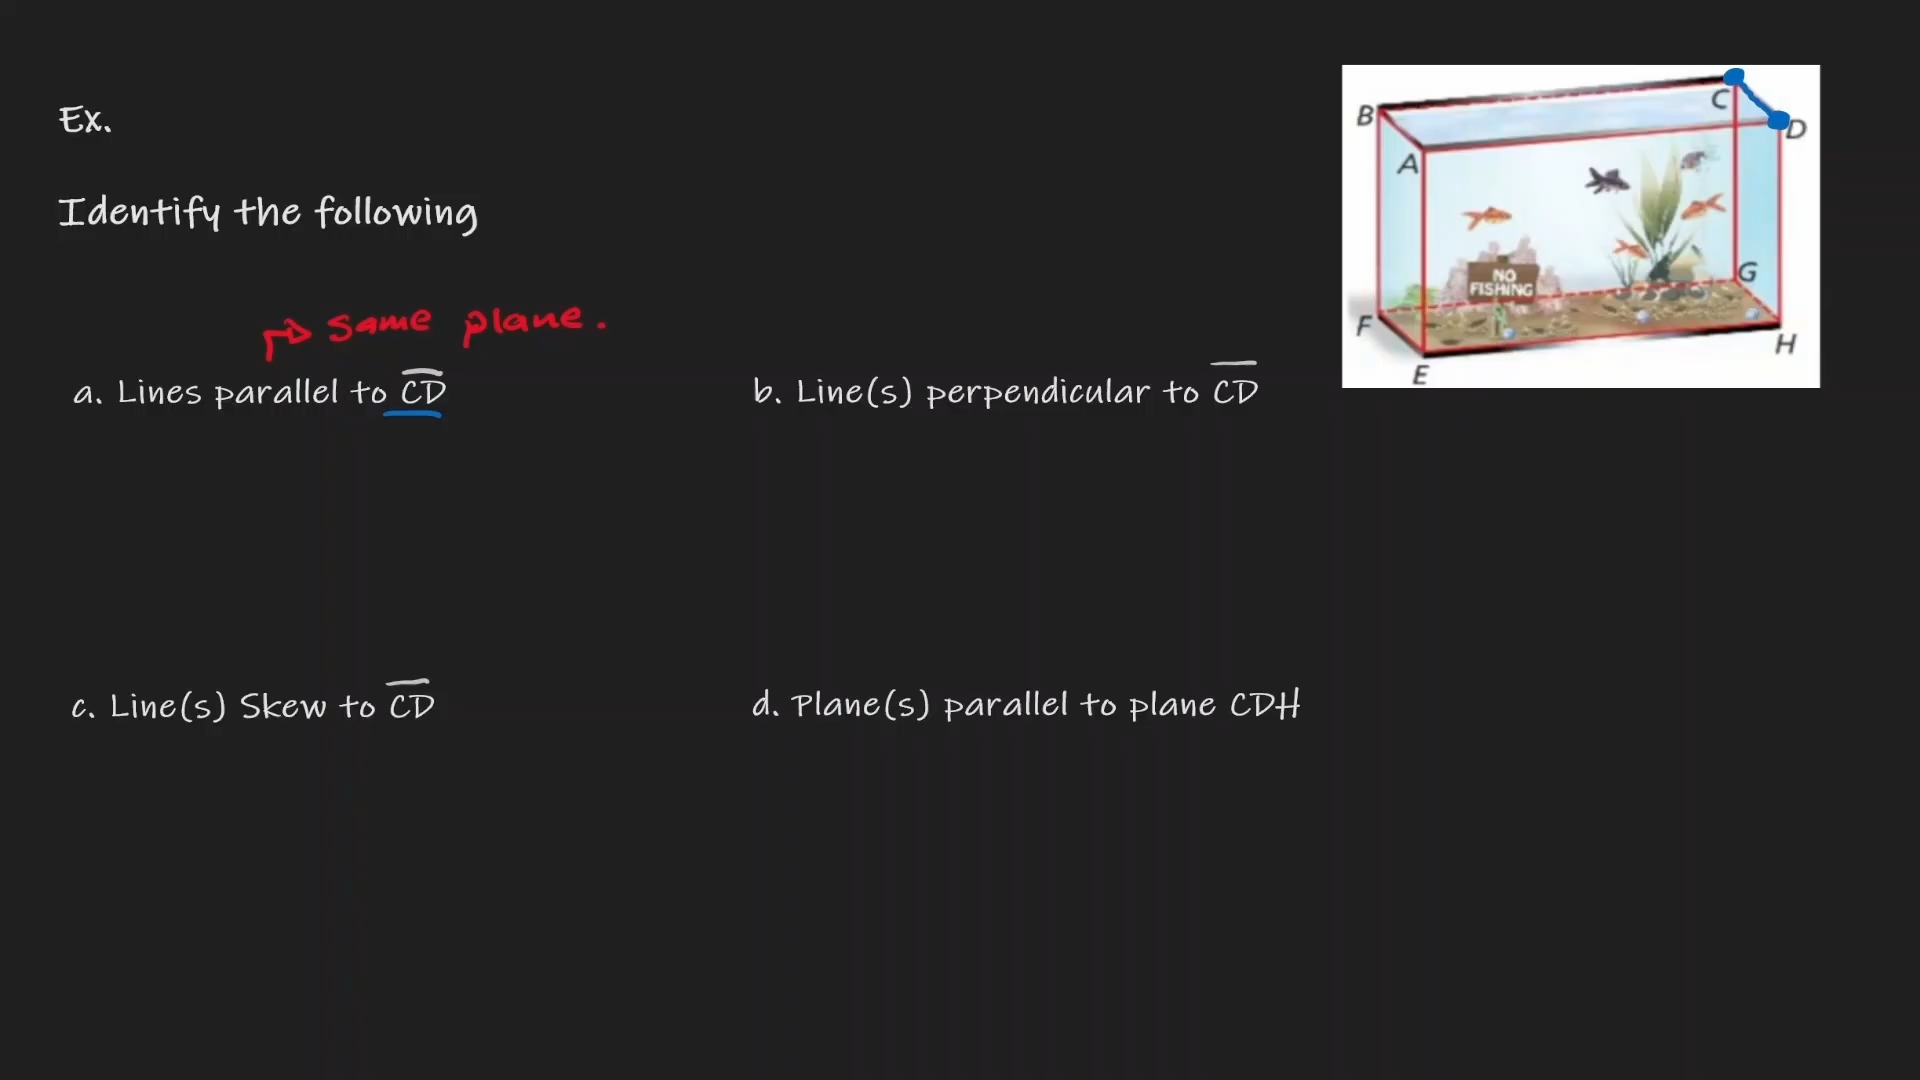 Ex.
Identify the following
same plane.
a. Lines parallel to CD
b. Line(s) perpendicular to CD
c. Line(s) Skew to CD
d. Plane(s) parallel to plane CDH
B
C
D
A
NO
FISHING
G
F
H
E